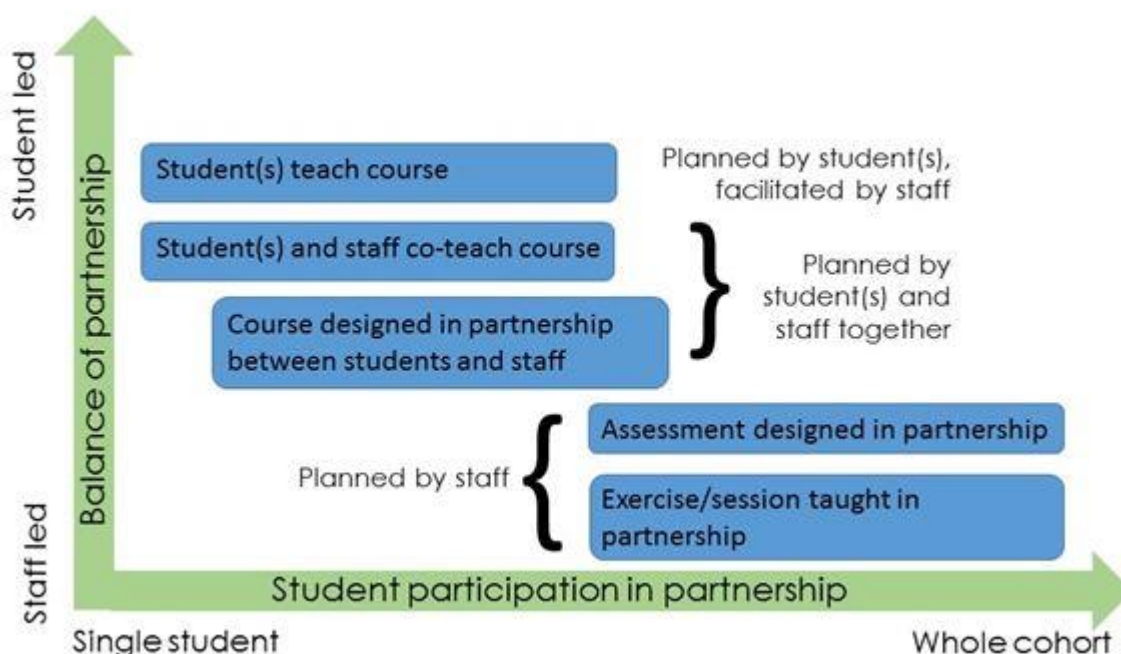 Student led
Balance of partnership
Staff led
Student(s) teach course
Planned by student(s),
facilitated by staff
Student(s) and staff co-teach course
Course designed in partnership
between students and staff
Planned by
student(s) and
staff together
Planned by staff
Assessment designed in partnership
Exercise/session taught in
partnership
Student participation in partnership
Single student
Whole cohort